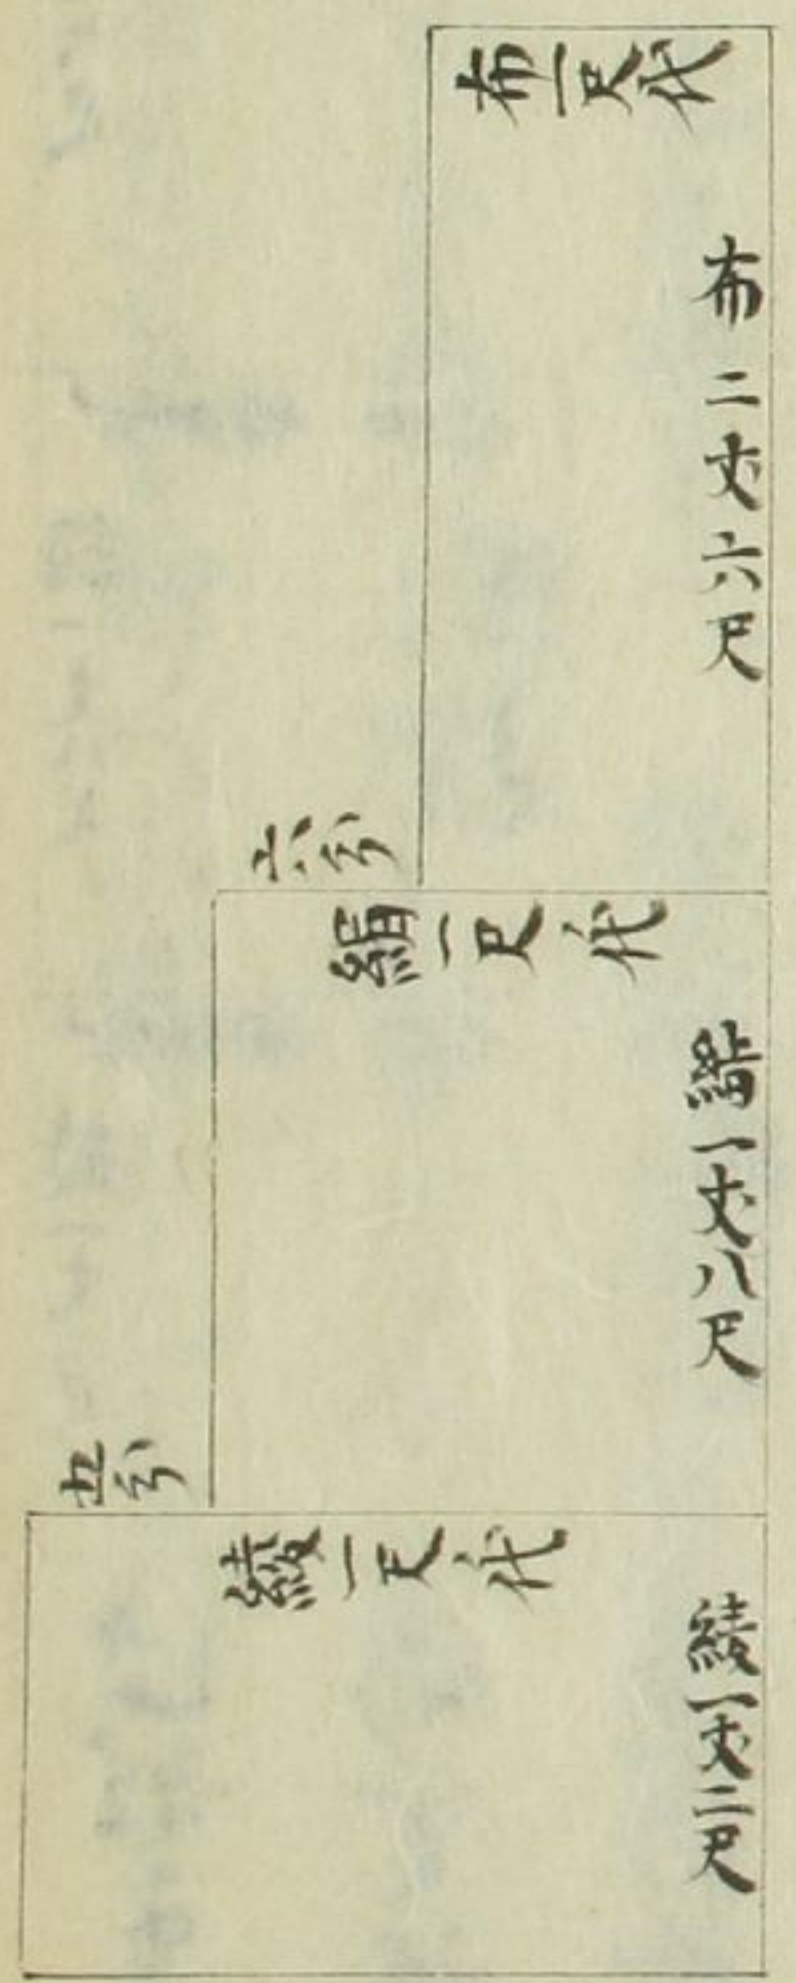 布一尺代
布二丈六尺
六分
絹一尺代
絹一丈八尺
五分
綾一尺代
綾一丈二尺